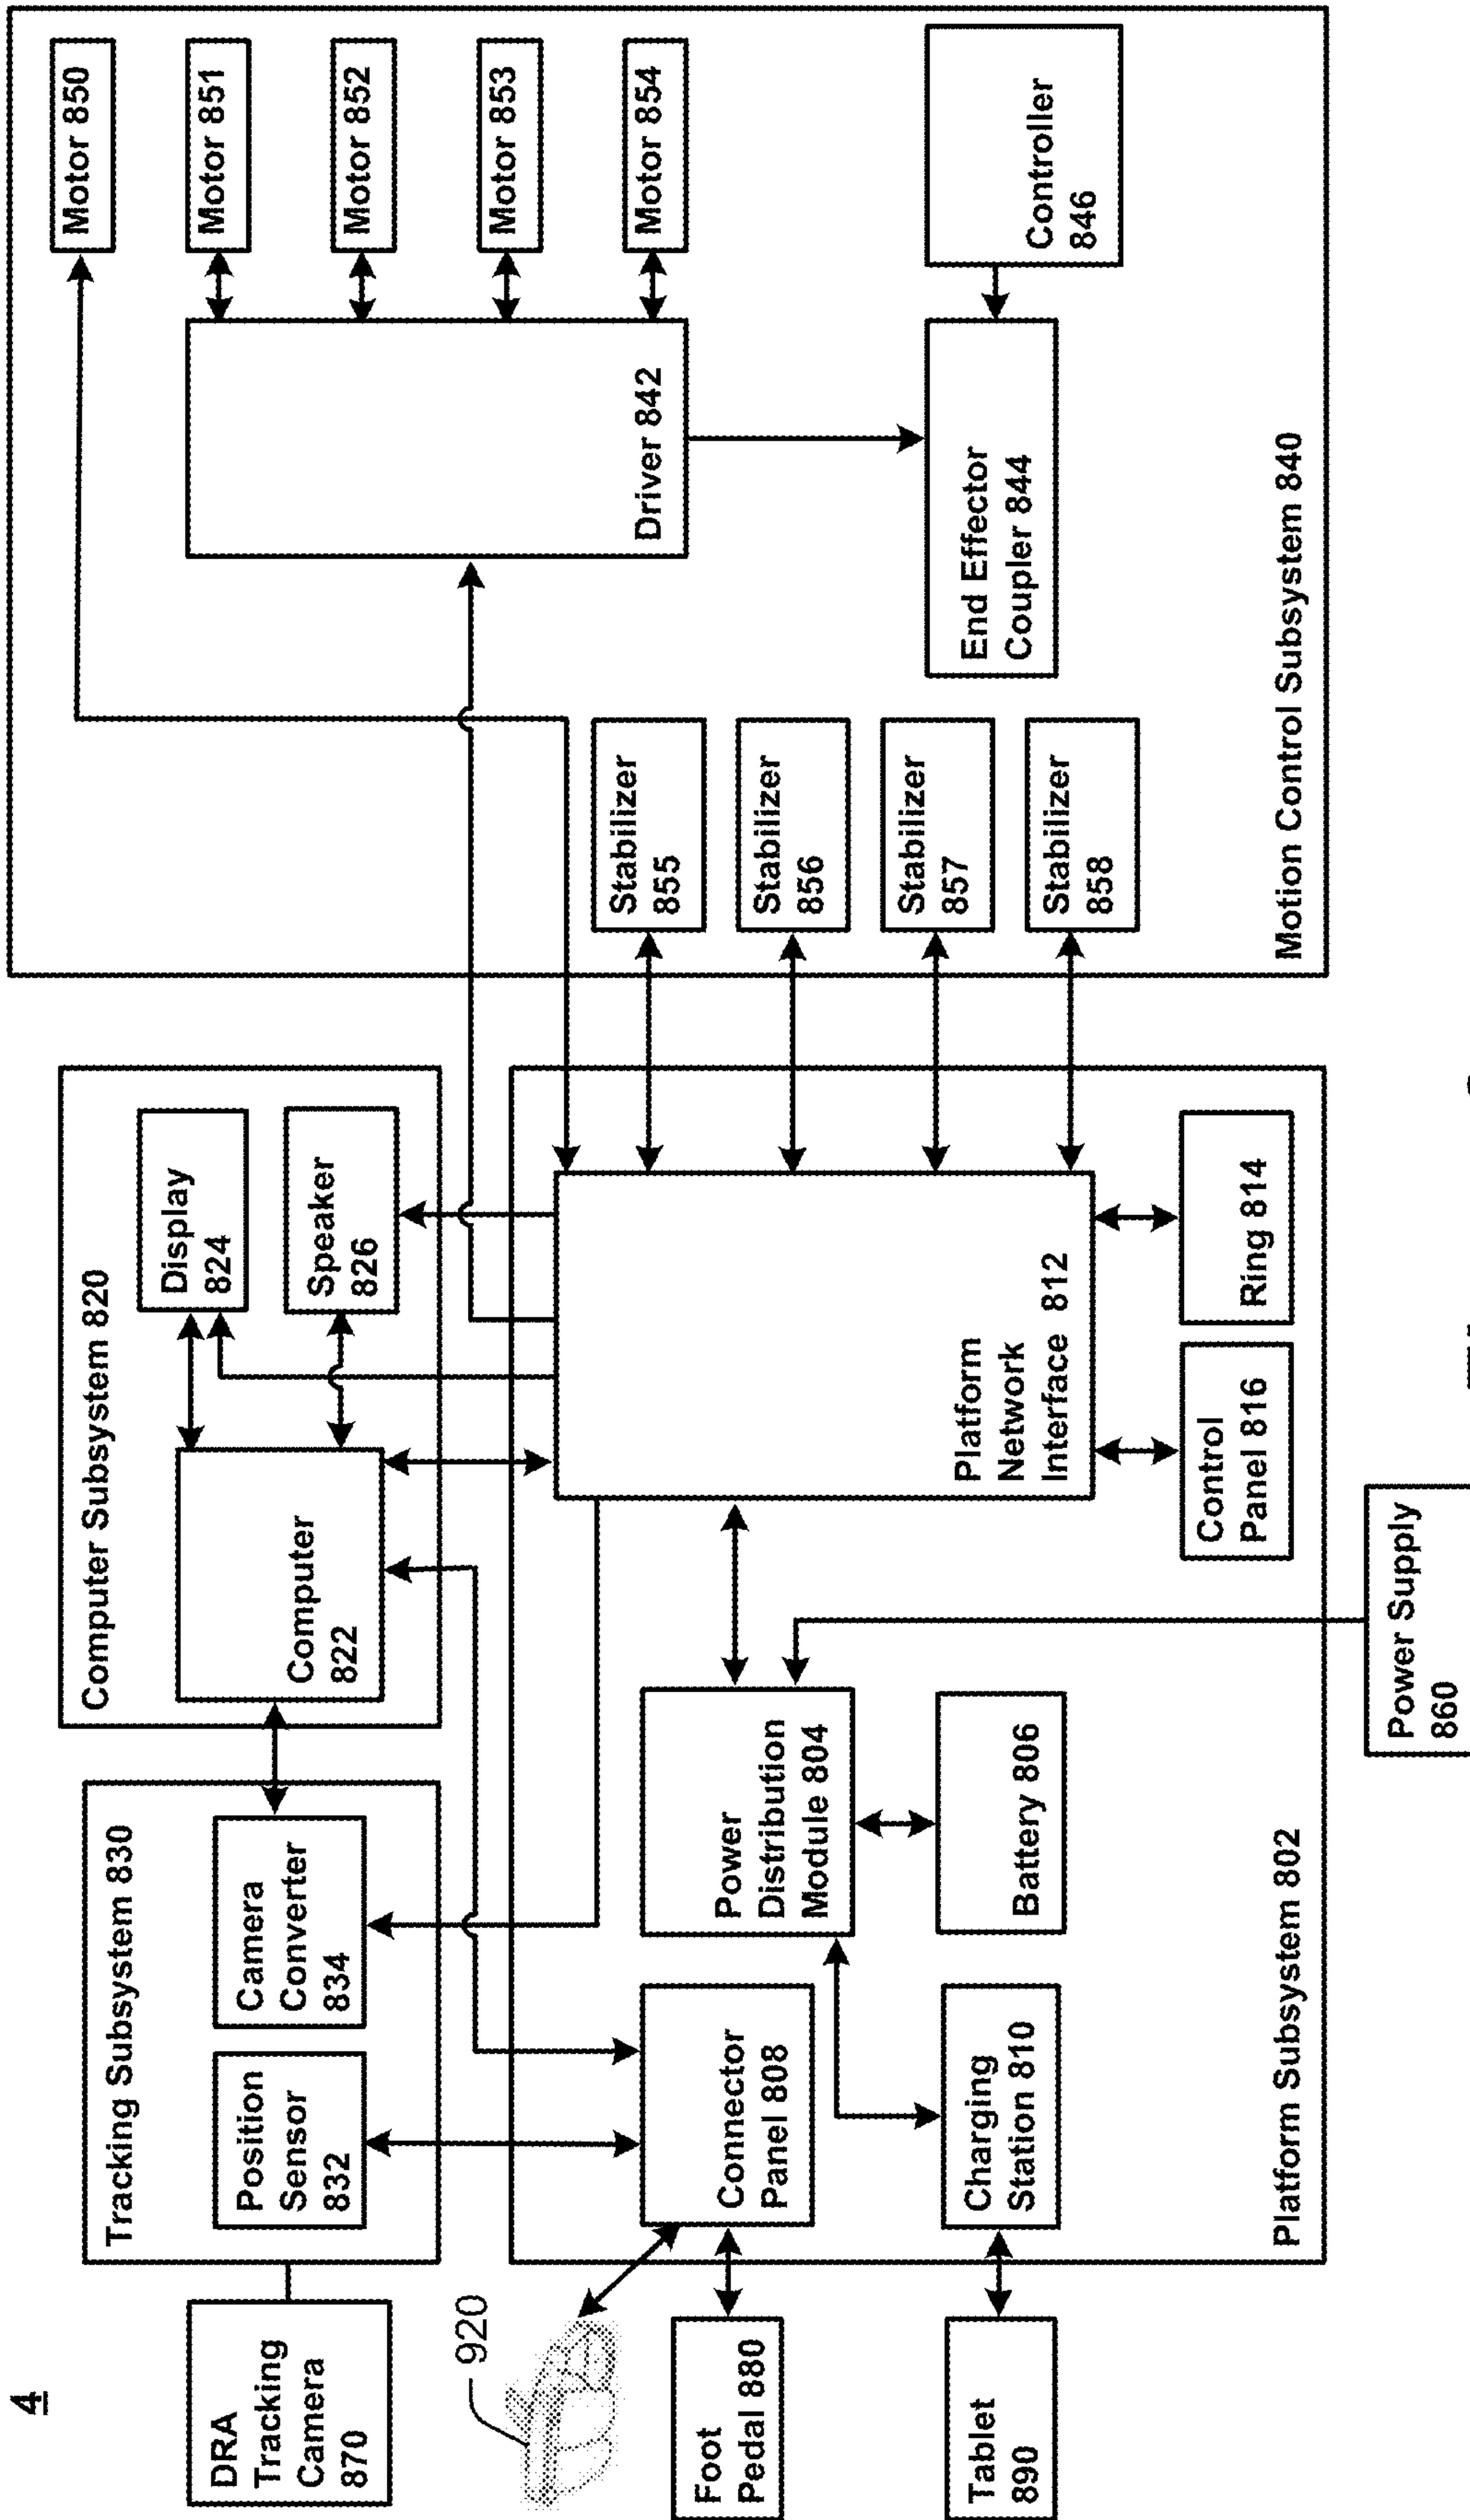 4
DRA
Tracking
Camera
870
Tracking Subsystem 830
Position
Sensor
832
Camera
Converter
834
Computer Subsystem 820
Computer
822
Display
824
Speaker
826
920
Foot
Pedal 880
Tablet
890
Connector
Panel 808
Charging
Station 810
Power
Distribution
Module 804
Battery 806
Platform
Network
Interface 812
Control
Panel 816
Ring 814
Platform Subsystem 802
Power Supply
860
Motor 850
Motor 851
Motor 852
Motor 853
Motor 854
Driver 842
Stabilizer
855
Stabilizer
856
Stabilizer
857
Stabilizer
858
End Effector
Coupler 844
Controller
846
Motion Control Subsystem 840